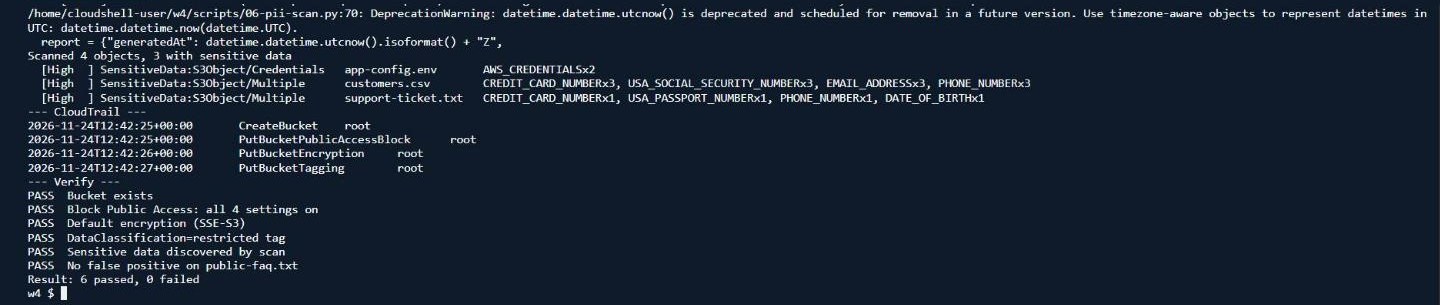 /home/cloudshell-user/w4/scripts/06-pii-scan.py:70: DeprecationWarning: datetime.datetime.utcnow() is deprecated and scheduled for removal in a future version. Use timezone-aware objects to represent datetimes in
UTC: datetime.datetime.now(datetime.UTC).
  report = {"generatedAt": datetime.datetime.utcnow().isoformat() + "Z",
Scanned 4 objects, 3 with sensitive data
  [High  ] SensitiveData:S3Object/Credentials   app-config.env      AWS_CREDENTIALSx2
  [High  ] SensitiveData:S3Object/Multiple      customers.csv       CREDIT_CARD_NUMBERx3, USA_SOCIAL_SECURITY_NUMBERx3, EMAIL_ADDRESSx3, PHONE_NUMBERx3
  [High  ] SensitiveData:S3Object/Multiple      support-ticket.txt  CREDIT_CARD_NUMBERx1, USA_PASSPORT_NUMBERx1, PHONE_NUMBERx1, DATE_OF_BIRTHx1
--- CloudTrail ---
2026-11-24T12:42:25+00:00       CreateBucket    root
2026-11-24T12:42:25+00:00       PutBucketPublicAccessBlock      root
2026-11-24T12:42:26+00:00       PutBucketEncryption     root
2026-11-24T12:42:27+00:00       PutBucketTagging        root
--- Verify ---
PASS  Bucket exists
PASS  Block Public Access: all 4 settings on
PASS  Default encryption (SSE-S3)
PASS  DataClassification=restricted tag
PASS  Sensitive data discovered by scan
PASS  No false positive on public-faq.txt
Result: 6 passed, 0 failed
w4 $